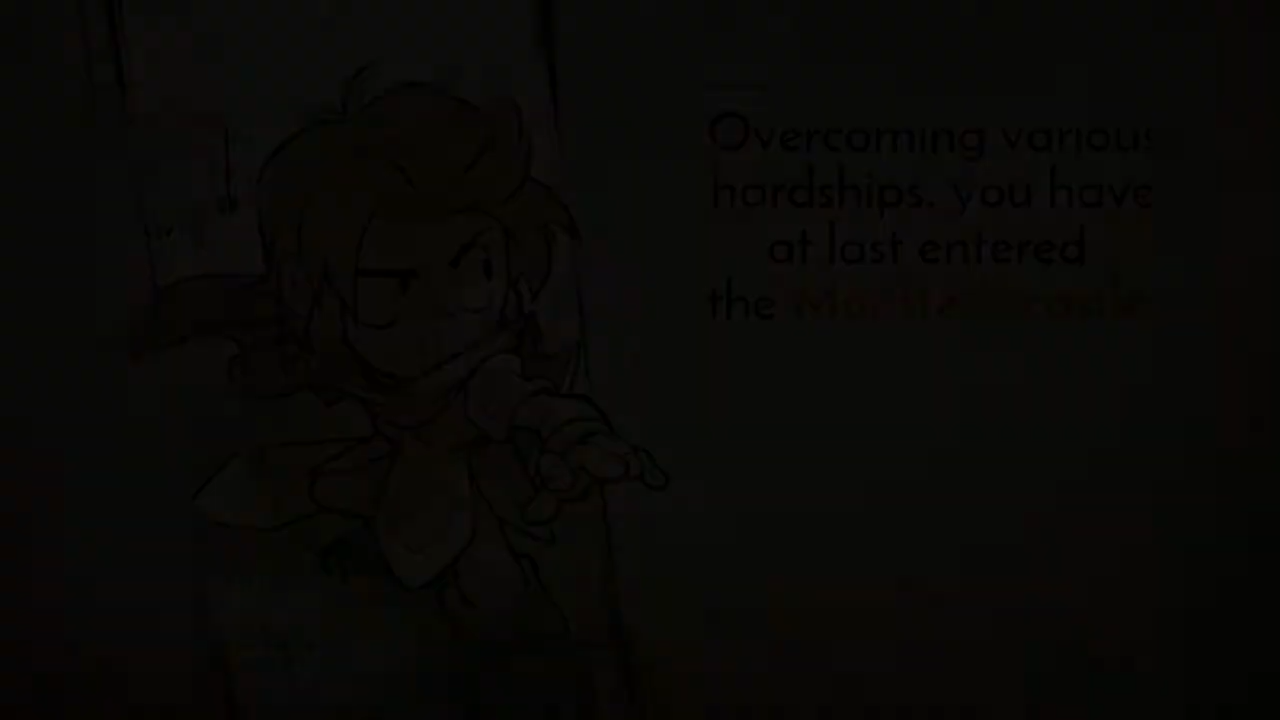 Overcoming various
hardships, you have
at last entered
the